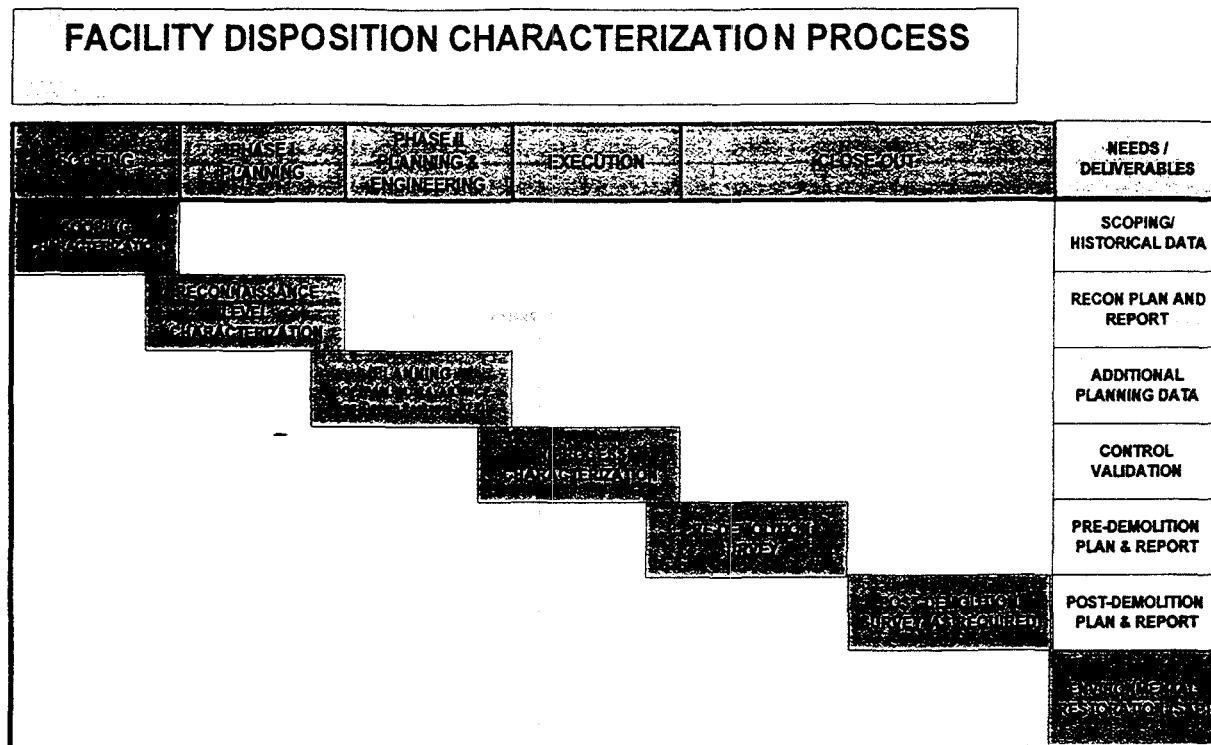 FACILITY DISPOSITION CHARACTERIZATION PROCESS
SCOPING
PHASE I
PLANNING
PHASE II
PLANNING &
ENGINEERING
EXECUTION
CLOSE-OUT
NEEDS /
DELIVERABLES
SCOPING
CHARACTERIZATION
SCOPING/
HISTORICAL DATA
RECONNAISSANCE
LEVEL
CHARACTERIZATION
RECON PLAN AND
REPORT
PLANNING
ADDITIONAL
PLANNING DATA
PROCESS
CHARACTERIZATION
CONTROL
VALIDATION
PRE-DEMOLITION
SURVEY
PRE-DEMOLITION
PLAN & REPORT
POST-DEMOLITION
SURVEY (AS REQUIRED)
POST-DEMOLITION
PLAN & REPORT
ENVIRONMENTAL
RESTORATION